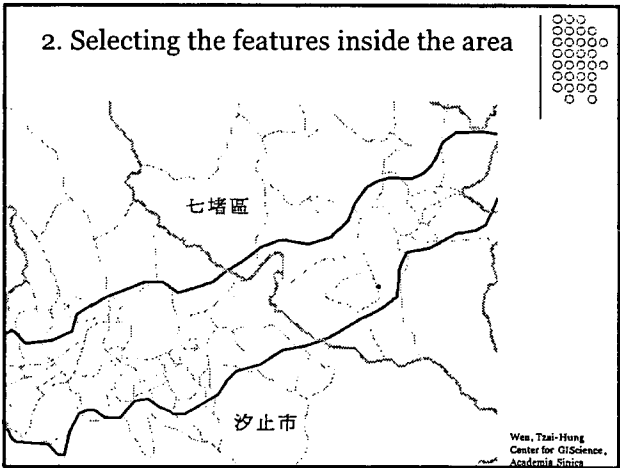 2. Selecting the features inside the area
七堵區
汐止市
Wen, Tzai-Hung
Center for GIScience,
Academia Sinica